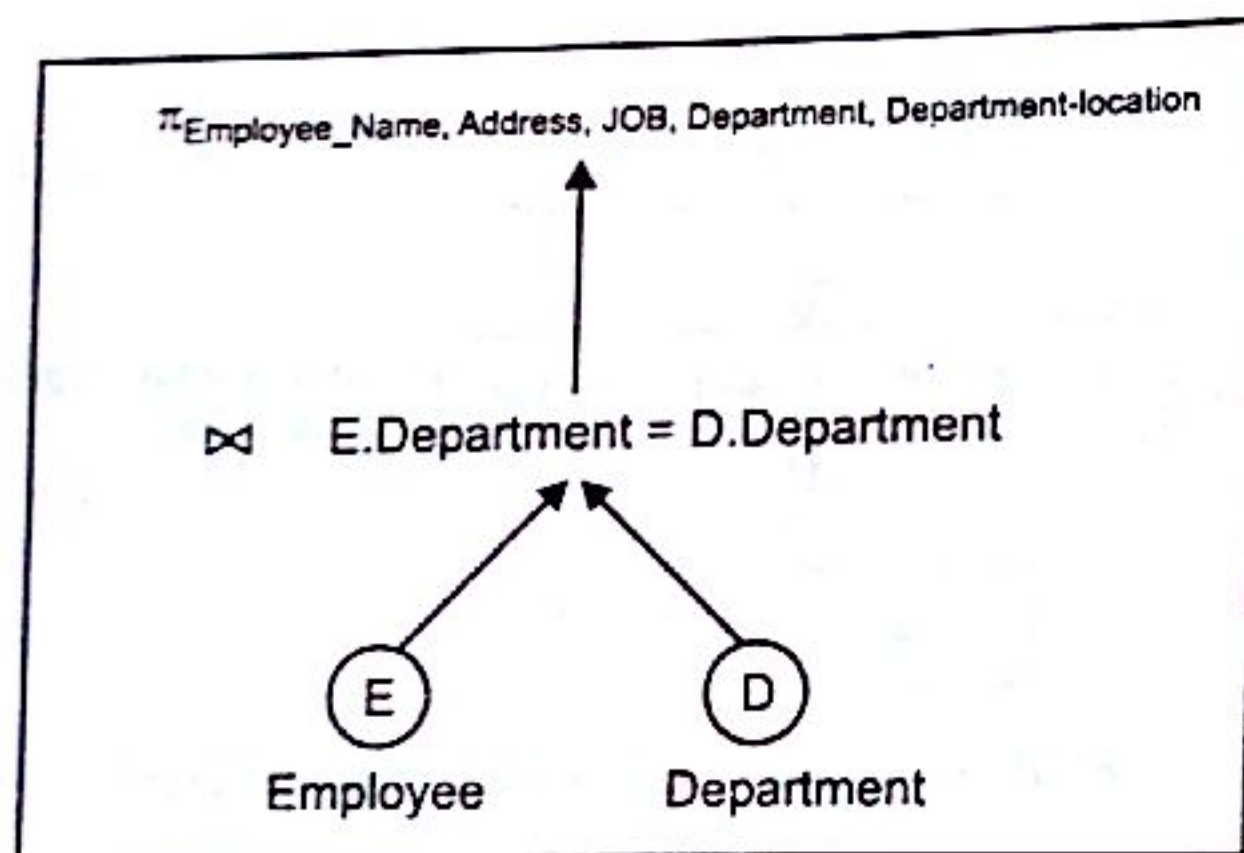 πEmployee_Name, Address, JOB, Department, Department-location
⋈ E.Department = D.Department
E D
Employee Department